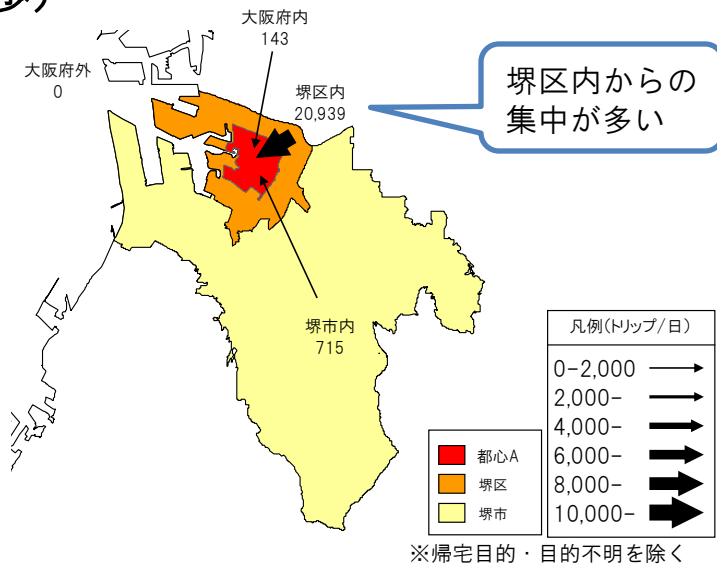 大阪府内
143
大阪府外
0
堺区内
20,939
堺区内からの
集中が多い
堺市内
715
凡例(トリップ/日)
0-2,000
2,000-
4,000-
6,000-
8,000-
10,000-
都心A
堺区
堺市
※帰宅目的・目的不明を除く